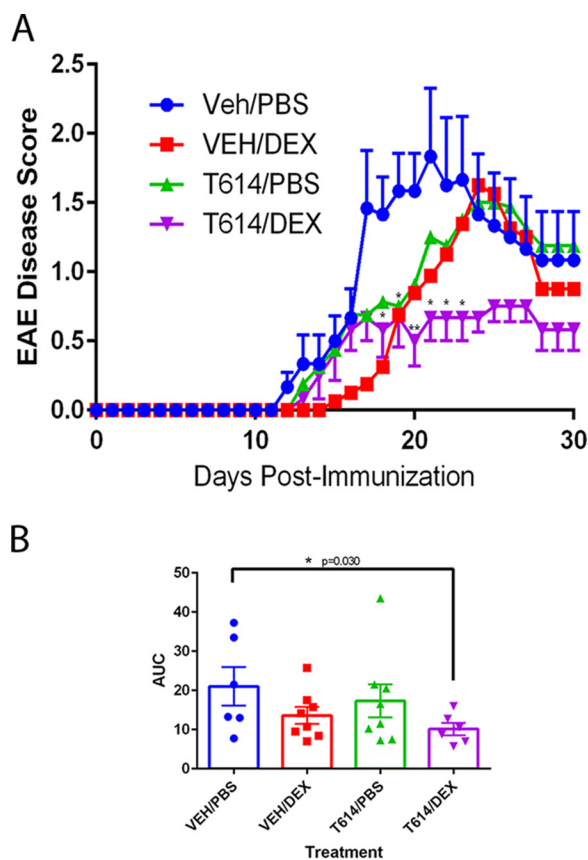 A
EAE Disease Score
2.5
2.0
1.5
1.0
0.5
0.0
Veh/PBS
VEH/DEX
T614/PBS
T614/DEX
* * * ** * * *
0 10 20 30
Days Post-Immunization
B
* p=0.030
AUC
50
40
30
20
10
0
VEH/PBS
VEH/DEX
T614/PBS
T614/DEX
Treatment